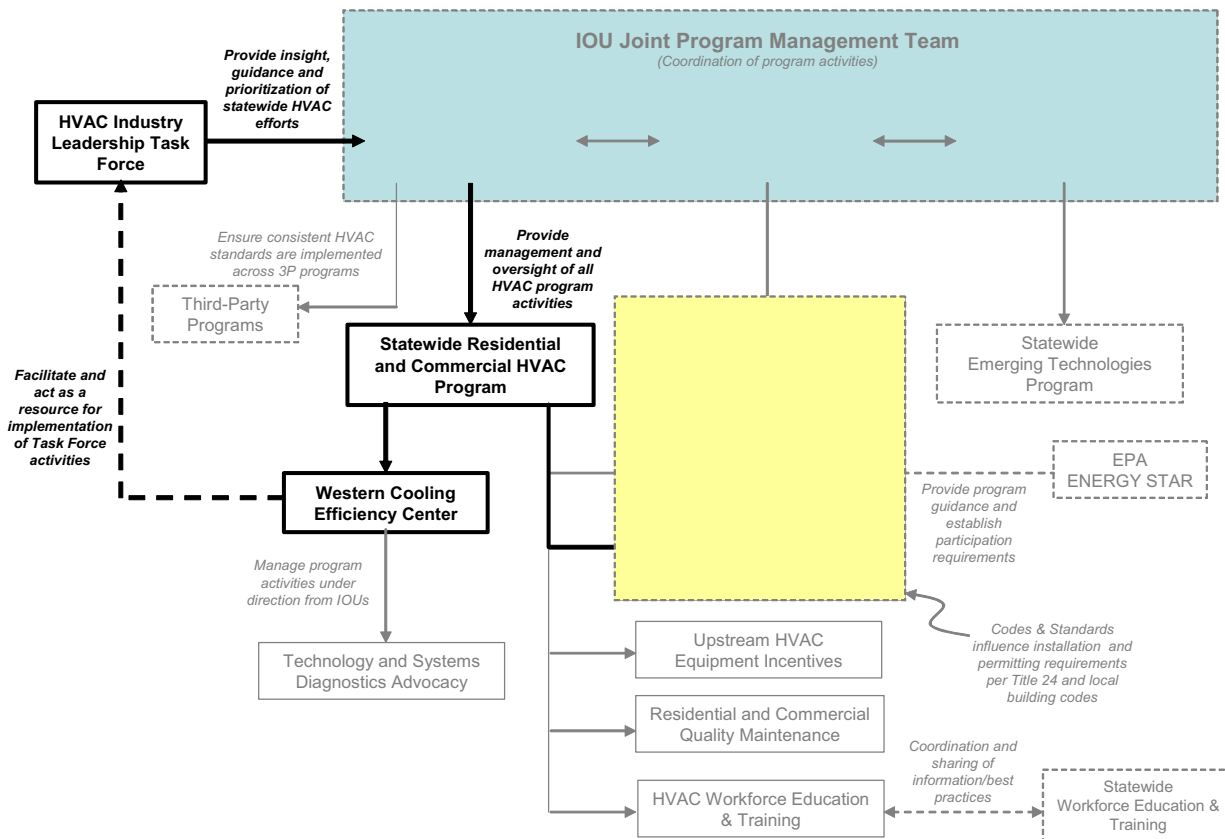 IOU Joint Program Management Team
(Coordination of program activities)
Provide insight,
guidance and
prioritization of
statewide HVAC
efforts
HVAC Industry
Leadership Task
Force
Ensure consistent HVAC
standards are implemented
across 3P programs
Provide
management and
oversight of all
HVAC program
activities
Third-Party
Programs
Statewide Residential
and Commercial HVAC
Program
Statewide
Emerging Technologies
Program
Facilitate and
act as a
resource for
implementation
of Task Force
activities
Western Cooling
Efficiency Center
EPA
ENERGY STAR
Provide program
guidance and
establish
participation
requirements
Manage program
activities under
direction from IOUs
Technology and Systems
Diagnostics Advocacy
Upstream HVAC
Equipment Incentives
Codes & Standards
influence installation and
permitting requirements
per Title 24 and local
building codes
Residential and Commercial
Quality Maintenance
Coordination and
sharing of
information/best
practices
HVAC Workforce Education
& Training
Statewide
Workforce Education &
Training